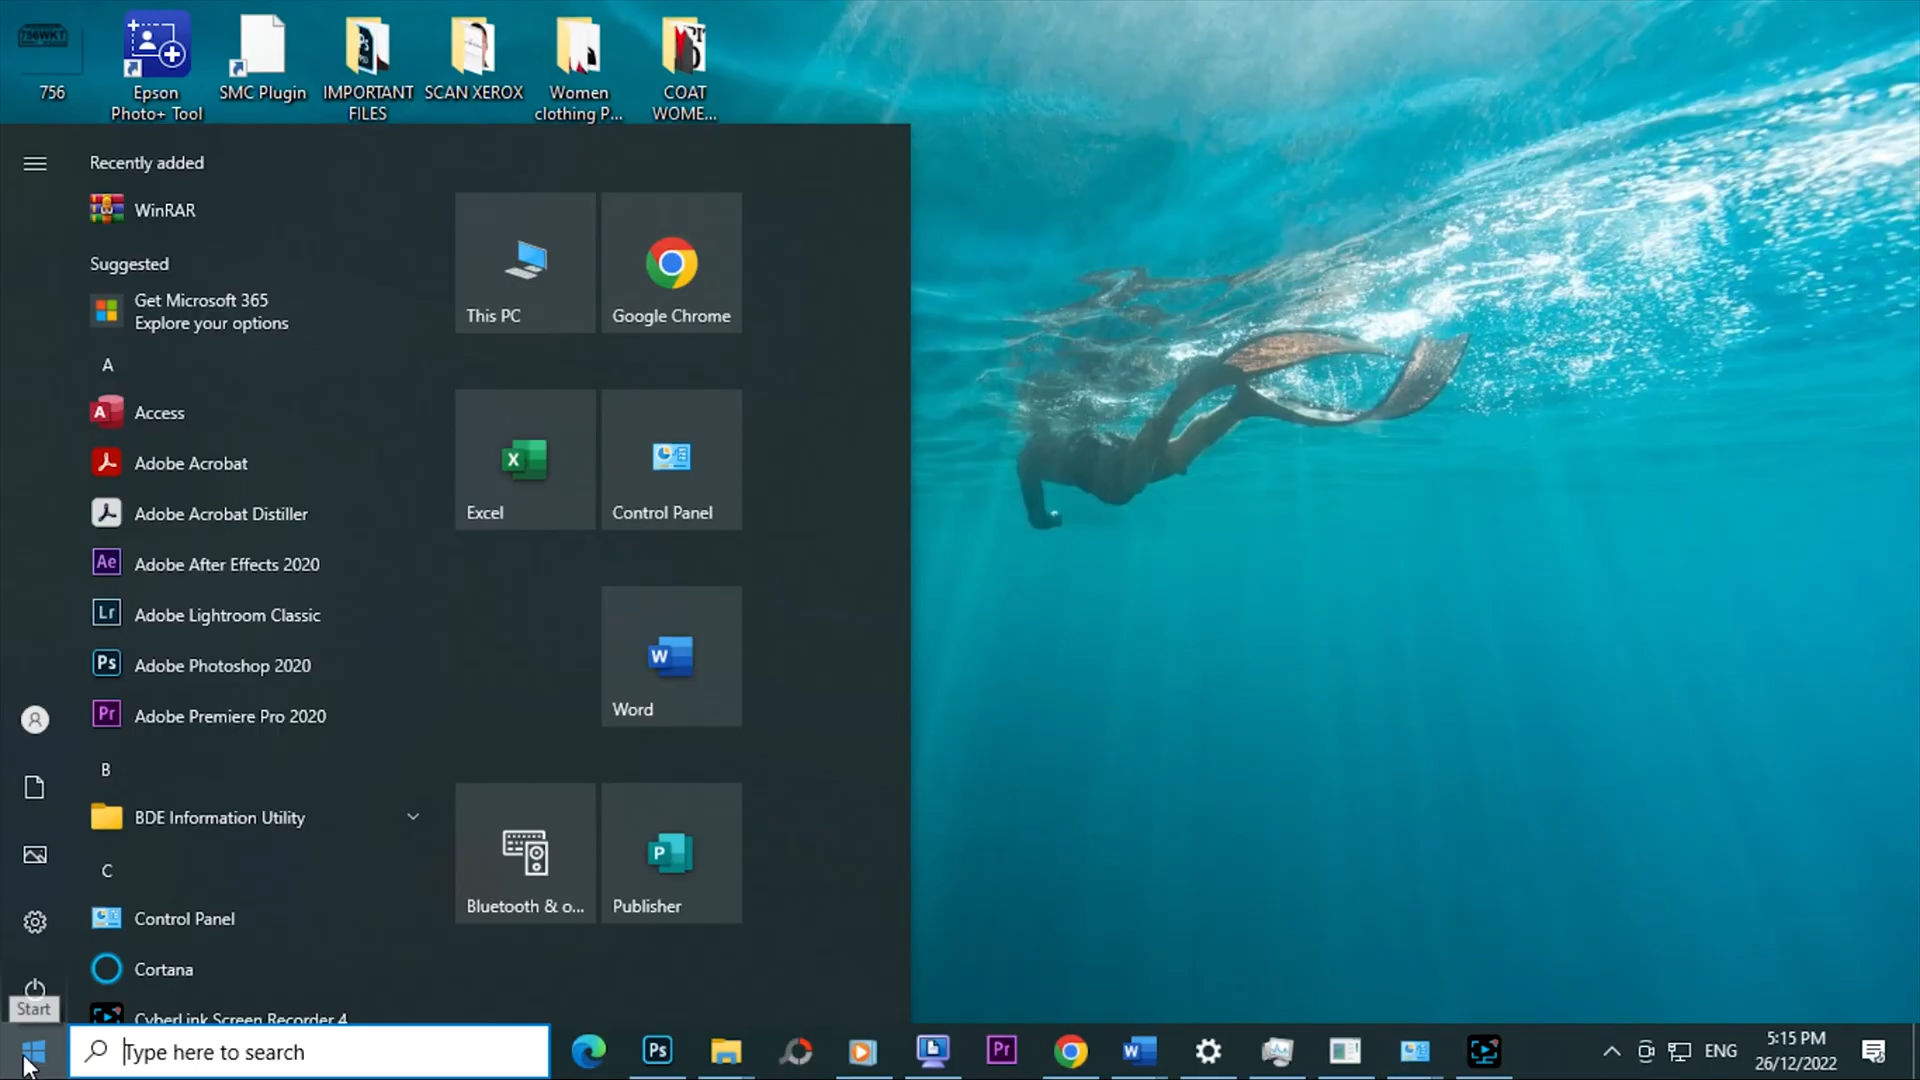 756WKT
756
Epson
Photo+ Tool
SMC Plugin
IMPORTANT
FILES
SCAN XEROX
Women
clothing P...
COAT
WOME...
Recently added
WinRAR
Suggested
Get Microsoft 365
Explore your options
A
Access
Adobe Acrobat
Adobe Acrobat Distiller
Adobe After Effects 2020
Adobe Lightroom Classic
Adobe Photoshop 2020
Adobe Premiere Pro 2020
B
BDE Information Utility
C
Control Panel
Cortana
CyberLink Screen Recorder 4
This PC
Google Chrome
Excel
Control Panel
Word
Bluetooth & o...
Publisher
Start
Type here to search
ENG
5:15 PM
26/12/2022